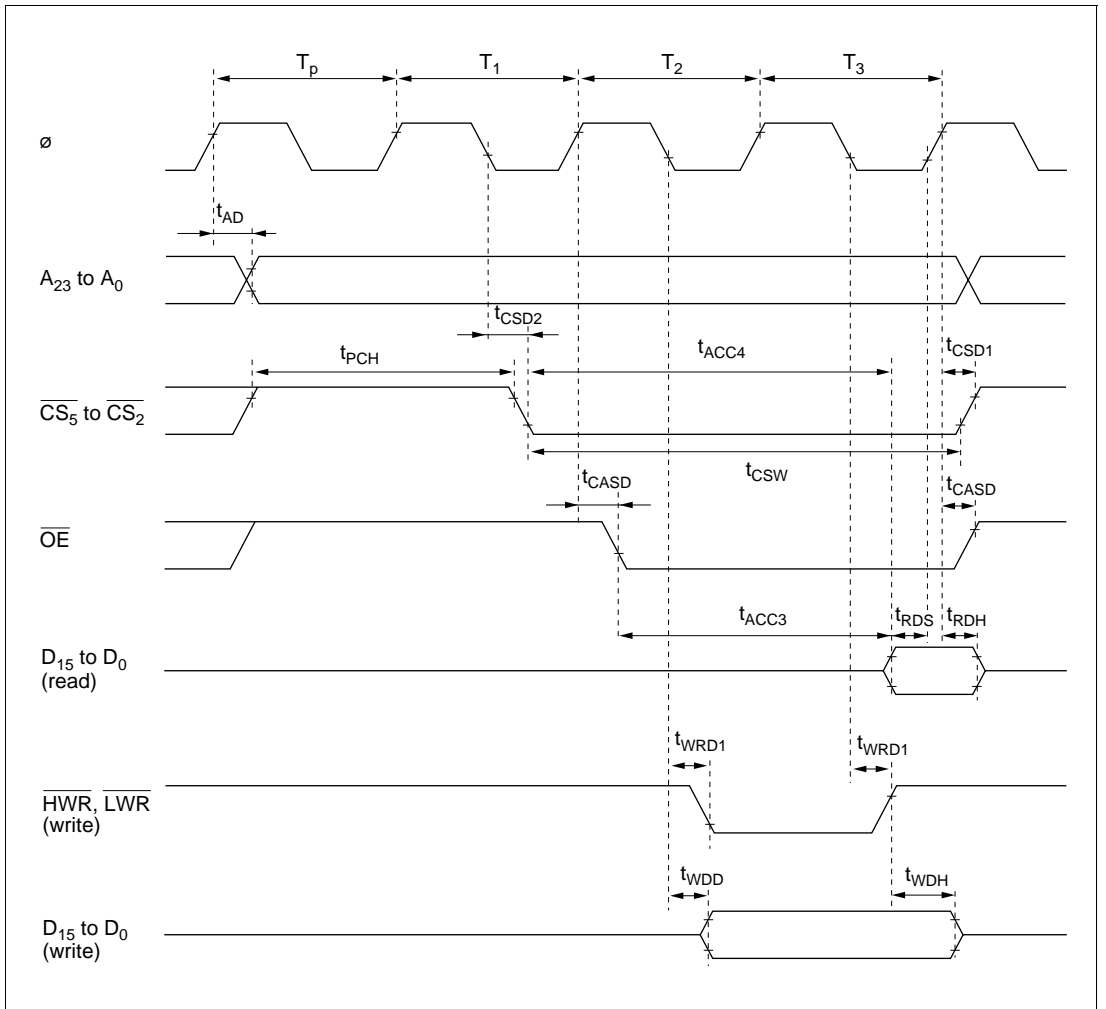 Tp T1 T2 T3
ø
tAD
A23 to A0
tCSD2
tPCH tACC4 tCSD1
CS5 to CS2
tCSW
tCASD tCASD
OE
tACC3 tRDS tRDH
D15 to D0
(read)
tWRD1 tWRD1
HWR, LWR
(write)
tWDD tWDH
D15 to D0
(write)